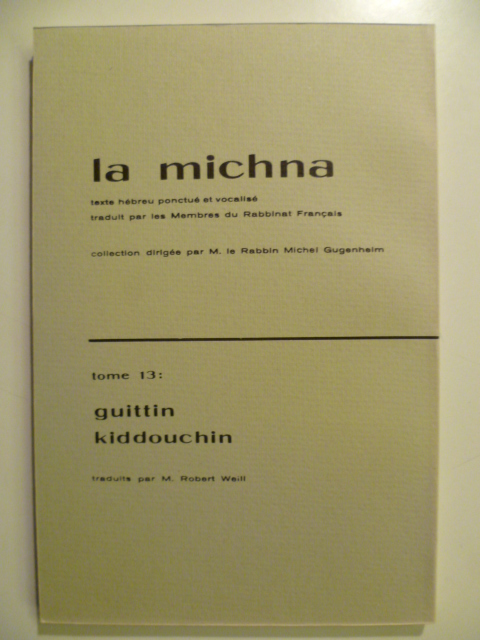 la michna
texte hébreu ponctué et vocalisé
traduit par les Membres du Rabbinat Français
collection dirigée par M. le Rabbin Michel Gugenheim
tome 13:
guittin
kiddouchin
traduits par M. Robert Weill